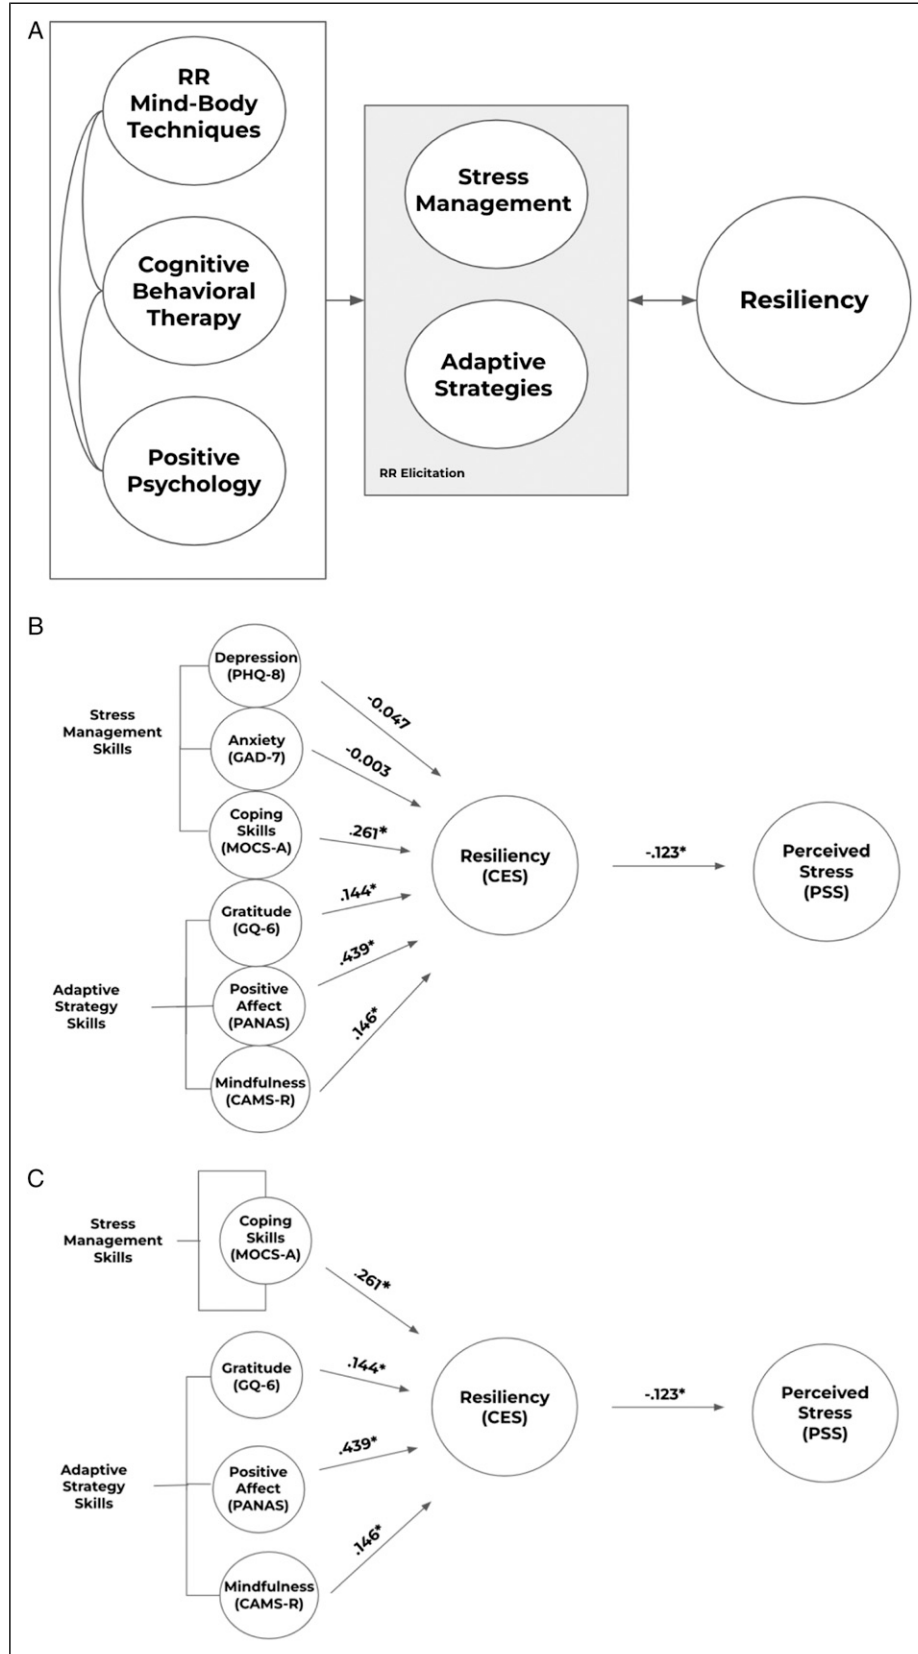 A
RR
Mind-Body
Techniques
Cognitive
Behavioral
Therapy
Positive
Psychology
Stress
Management
Adaptive
Strategies
RR Elicitation
Resiliency
B
Stress
Management
Skills
Depression
(PHQ-8)
Anxiety
(GAD-7)
Coping
Skills
(MOCS-A)
Adaptive
Strategy
Skills
Gratitude
(GQ-6)
Positive
Affect
(PANAS)
Mindfulness
(CAMS-R)
-0.047
-0.003
.261*
.144*
.439*
.146*
Resiliency
(CES)
-.123*
Perceived
Stress
(PSS)
C
Stress
Management
Skills
Coping
Skills
(MOCS-A)
Adaptive
Strategy
Skills
Gratitude
(GQ-6)
Positive
Affect
(PANAS)
Mindfulness
(CAMS-R)
.261*
.144*
.439*
.146*
Resiliency
(CES)
-.123*
Perceived
Stress
(PSS)